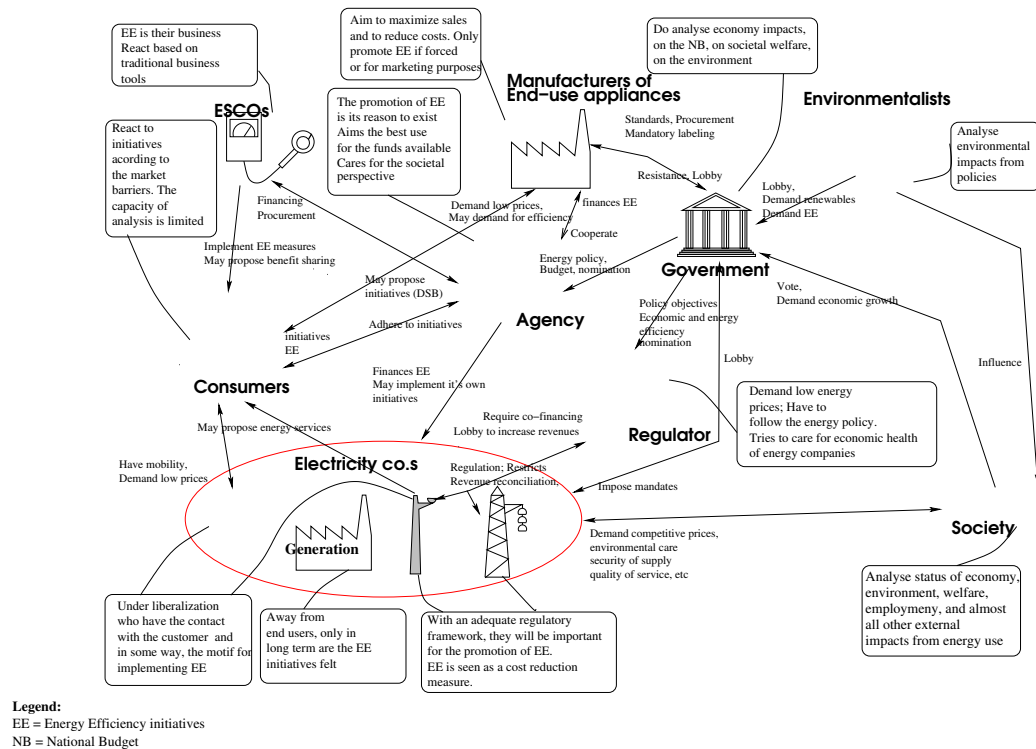 EE is their business
React based on
traditional business
tools
Aim to maximize sales
and to reduce costs. Only
promote EE if forced
or for marketing purposes
Do analyse economy impacts,
on the NB, on societal welfare,
on the environment
Manufacturers of
End-use appliances
Environmentalists
ESCOs
The promotion of EE
is its reason to exist
Aims the best use
for the funds available
Cares for the societal
perspective
Standards, Procurement
Mandatory labeling
Analyse
environmental
impacts from
policies
React to
initiatives
acording to
the market
barriers. The
capacity of
analysis is limited
Resistance, Lobby
Lobby,
Demand renewables
Demand EE
Financing
Procurement
Demand low prices,
May demand for efficiency
finances EE
Cooperate
Implement EE measures
May propose benefit sharing
Energy policy,
Budget, nomination
Government
May propose
initiatives (DSB)
Vote,
Demand economic growth
Policy objectives
Economic and energy
efficiency
nomination
Agency
Adhere to initiatives
initiatives
EE
Lobby
Influence
Consumers
Finances EE
May implement it's own
initiatives
Demand low energy
prices; Have to
follow the energy policy.
Tries to care for economic health
of energy companies
May propose energy services
Require co-financing
Lobby to increase revenues
Regulator
Have mobility,
Demand low prices
Electricity co.s
Regulation; Restricts
Revenue reconciliation,
Impose mandates
Generation
Demand competitive prices,
environmental care
security of supply
quality of service, etc
Society
Analyse status of economy,
environment, welfare,
employmeny, and almost
all other external
impacts from energy use
Under liberalization
who have the contact
with the customer and
in some way, the motif for
implementing EE
Away from
end users, only in
long term are the EE
initiatives felt
With an adequate regulatory
framework, they will be important
for the promotion of EE.
EE is seen as a cost reduction
measure.
Legend:
EE = Energy Efficiency initiatives
NB = National Budget